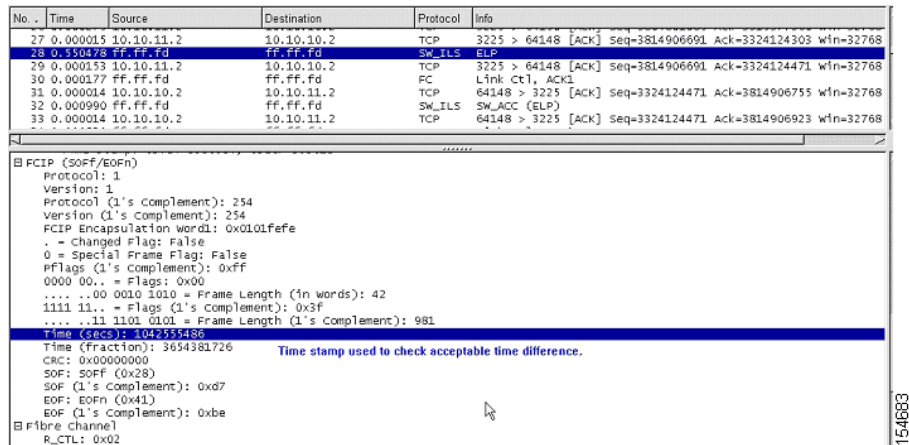 No. . Time Source Destination Protocol Info
27 0.000015 10.10.11.2 10.10.10.2 TCP 3225 > 64148 [ACK] Seq=3814906691 Ack=3324124303 Win=32768
28 0.550478 ff.ff.fd ff.ff.fd SW_ILS ELP
29 0.000153 10.10.11.2 10.10.10.2 TCP 3225 > 64148 [ACK] Seq=3814906691 Ack=3324124471 Win=32768
30 0.000177 ff.ff.fd ff.ff.fd FC Link Ctl, ACK1
31 0.000014 10.10.10.2 10.10.11.2 TCP 64148 > 3225 [ACK] Seq=3324124471 Ack=3814906755 Win=32768
32 0.000990 ff.ff.fd ff.ff.fd SW_ILS SW_ACC (ELP)
33 0.000014 10.10.10.2 10.10.11.2 TCP 64148 > 3225 [ACK] Seq=3324124471 Ack=3814906923 Win=32768
FCIP (SOFf/EOFn)
Protocol: 1
Version: 1
Protocol (1's Complement): 254
Version (1's Complement): 254
FCIP Encapsulation Word1: 0x0101fefe
. = Changed Flag: False
0 = Special Frame Flag: False
Pflags (1's Complement): 0xff
0000 00.. = Flags: 0x00
.... ..00 0010 1010 = Frame Length (in Words): 42
1111 11.. = Flags (1's Complement): 0x3f
.... ..11 1101 0101 = Frame Length (1's Complement): 981
Time (secs): 1042555486
Time (fraction): 3654381726
Time stamp used to check acceptable time difference.
CRC: 0x00000000
SOF: SOFf (0x28)
SOF (1's Complement): 0xd7
EOF: EOFn (0x41)
EOF (1's Complement): 0xbe
Fibre Channel
R_CTL: 0x02
154683